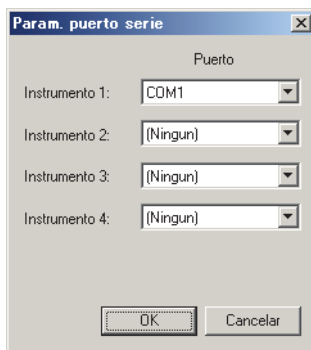 Param. puerto serie
Puerto
Instrumento 1: COM1
Instrumento 2: (Ningun)
Instrumento 3: (Ningun)
Instrumento 4: (Ningun)
OK Cancelar